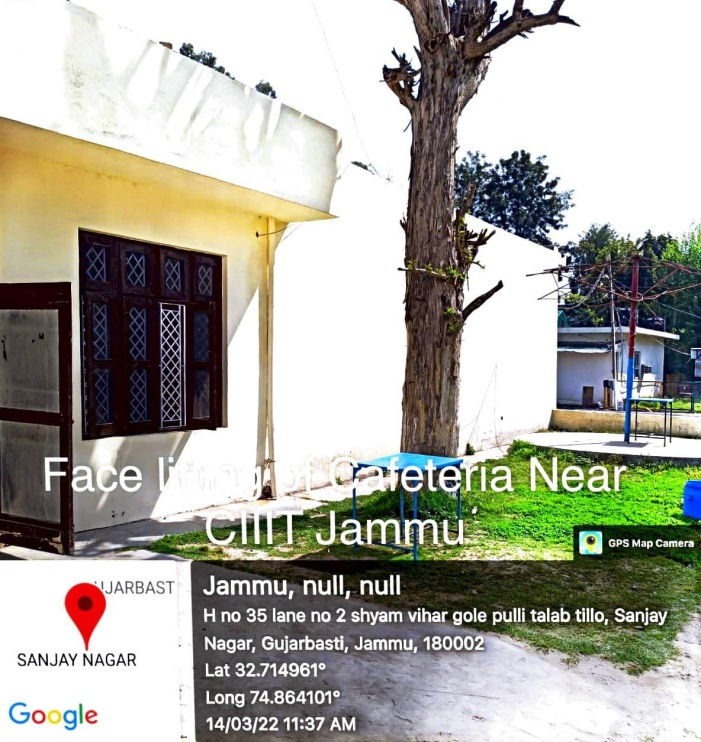 Face lifting of Cafeteria Near
CIIIT Jammu
GPS Map Camera
UJARBAST
SANJAY NAGAR
Google
Jammu, null, null
H no 35 lane no 2 shyam vihar gole pulli talab tillo, Sanjay
Nagar, Gujarbasti, Jammu, 180002
Lat 32.714961°
Long 74.864101°
14/03/22 11:37 AM